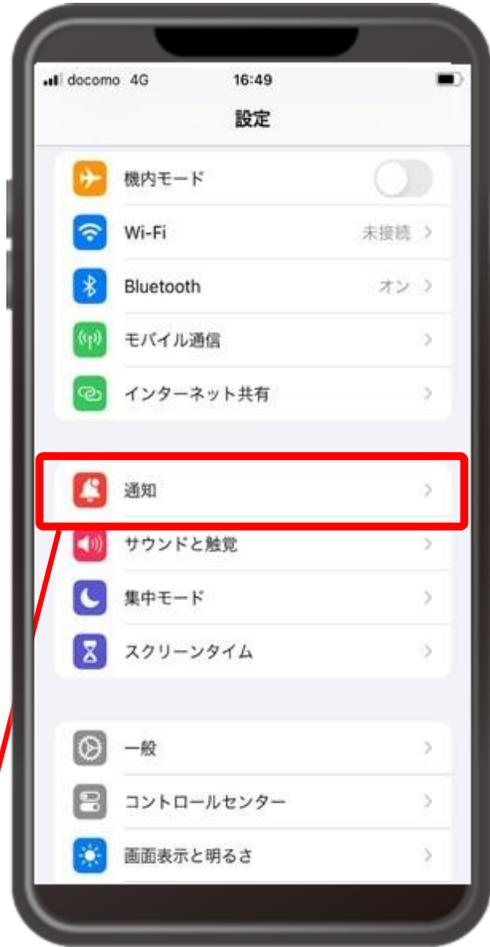 docomo 4G 16:49
設定
機内モード
Wi-Fi 未接続
Bluetooth オン
モバイル通信
インターネット共有
通知
サウンドと触覚
集中モード
スクリーンタイム
一般
コントロールセンター
画面表示と明るさ